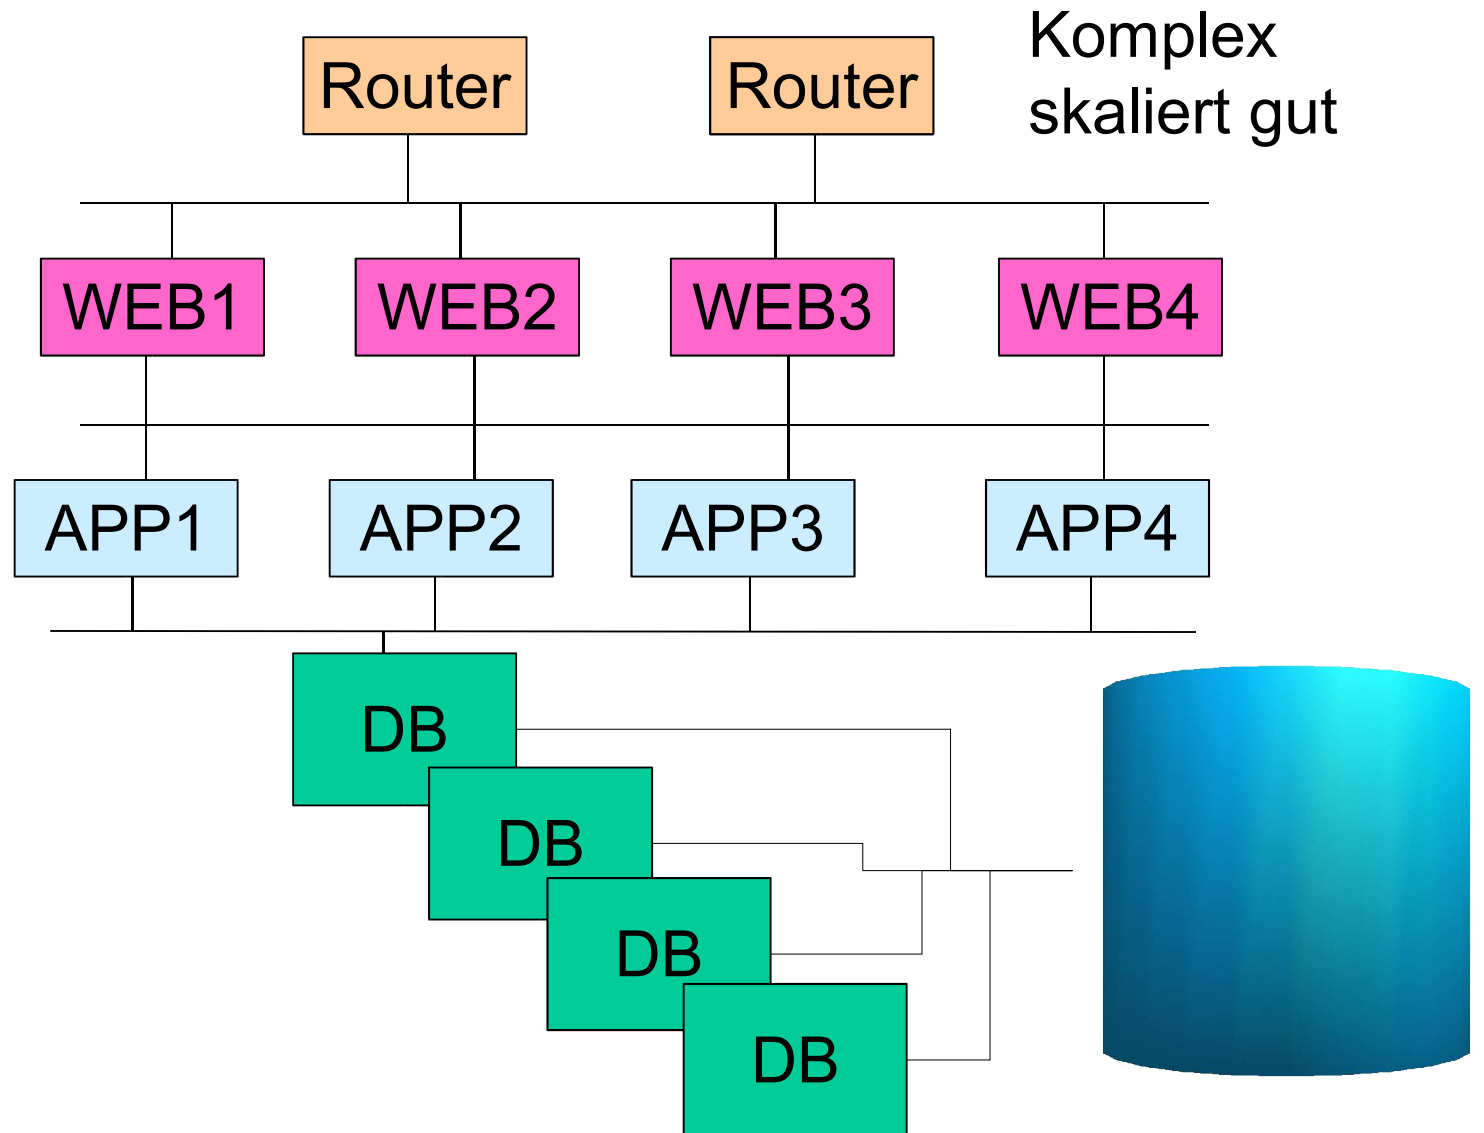 Router
Router
Komplex
skaliert gut
WEB1
WEB2
WEB3
WEB4
APP1
APP2
APP3
APP4
DB
DB
DB
DB